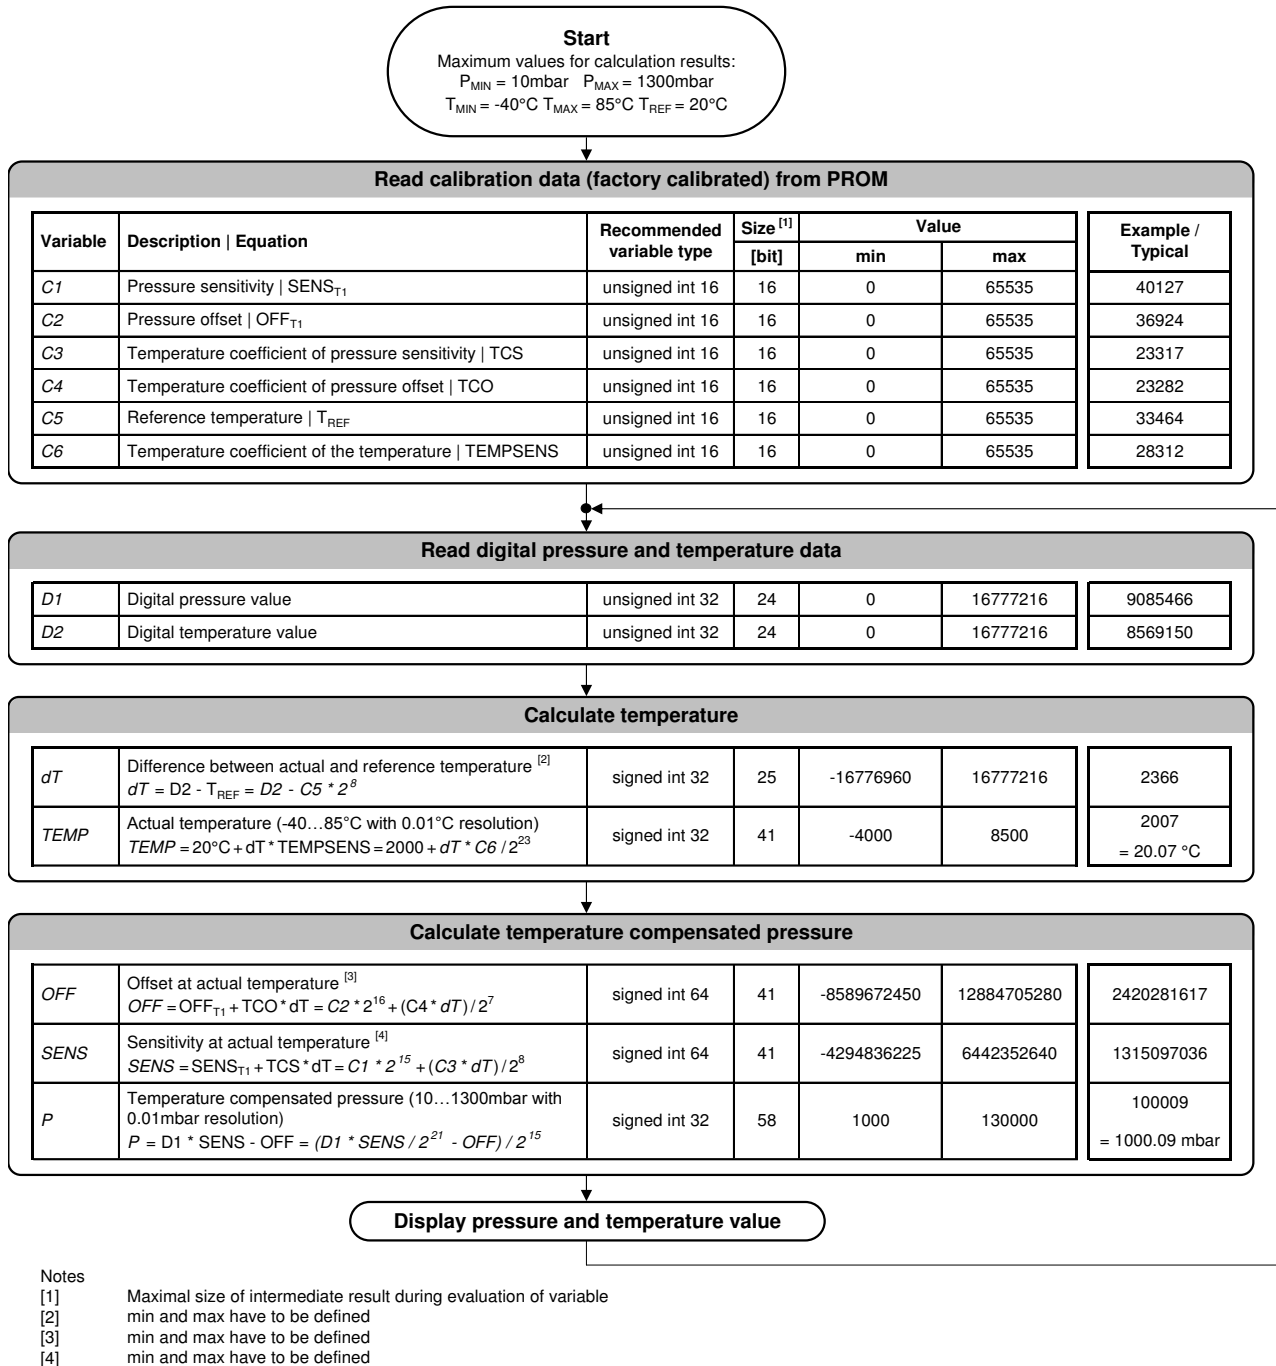 Start
Maximum values for calculation results:
PMIN = 10mbar PMAX = 1300mbar
TMIN = -40°C TMAX = 85°C TREF = 20°C
Read calibration data (factory calibrated) from PROM
Variable Description | Equation Recommended variable type Size [1] [bit] Value min max Example / Typical
C1 Pressure sensitivity | SENST1 unsigned int 16 16 0 65535 40127
C2 Pressure offset | OFFT1 unsigned int 16 16 0 65535 36924
C3 Temperature coefficient of pressure sensitivity | TCS unsigned int 16 16 0 65535 23317
C4 Temperature coefficient of pressure offset | TCO unsigned int 16 16 0 65535 23282
C5 Reference temperature | TREF unsigned int 16 16 0 65535 33464
C6 Temperature coefficient of the temperature | TEMPSENS unsigned int 16 16 0 65535 28312
Read digital pressure and temperature data
D1 Digital pressure value unsigned int 32 24 0 16777216 9085466
D2 Digital temperature value unsigned int 32 24 0 16777216 8569150
Calculate temperature
dT Difference between actual and reference temperature [2]
dT = D2 - TREF = D2 - C5 * 2^8 signed int 32 25 -16776960 16777216 2366
TEMP Actual temperature (-40…85°C with 0.01°C resolution)
TEMP = 20°C + dT * TEMPSENS = 2000 + dT * C6 / 2^23 signed int 32 41 -4000 8500 2007
= 20.07 °C
Calculate temperature compensated pressure
OFF Offset at actual temperature [3]
OFF = OFFT1 + TCO * dT = C2 * 2^16 + (C4 * dT) / 2^7 signed int 64 41 -8589672450 12884705280 2420281617
SENS Sensitivity at actual temperature [4]
SENS = SENST1 + TCS * dT = C1 * 2^15 + (C3 * dT) / 2^8 signed int 64 41 -4294836225 6442352640 1315097036
P Temperature compensated pressure (10…1300mbar with
0.01mbar resolution)
P = D1 * SENS - OFF = (D1 * SENS / 2^21 - OFF) / 2^15 signed int 32 58 1000 130000 100009
= 1000.09 mbar
Display pressure and temperature value
Notes
[1] Maximal size of intermediate result during evaluation of variable
[2] min and max have to be defined
[3] min and max have to be defined
[4] min and max have to be defined